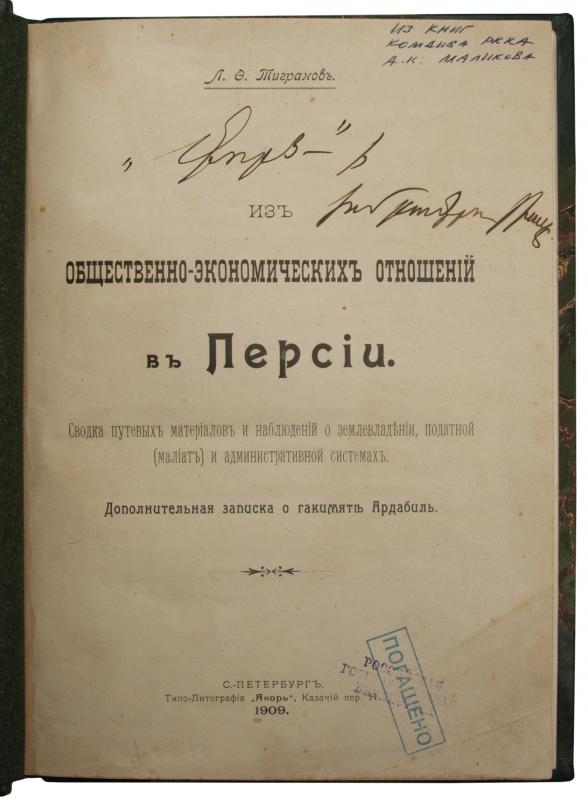 ИЗ КНИГ
КОМДИВА РККА
А.К. МАЛИКОВА
Л. Ѳ. Тиграновъ.
ИЗЪ
ОБЩЕСТВЕННО-ЭКОНОМИЧЕСКИХЪ ОТНОШЕНІЙ
въ Персіи.
Сводка путевыхъ матеріаловъ и наблюденій о землевладѣніи, податной
(маліатъ) и административной системахъ.
Дополнительная записка о гакимятѣ Ардабиль.
С.-ПЕТЕРБУРГЪ.
Типо-Литографія „Якорь“, Казачій пер.
1909.
ПОГАШЕНО